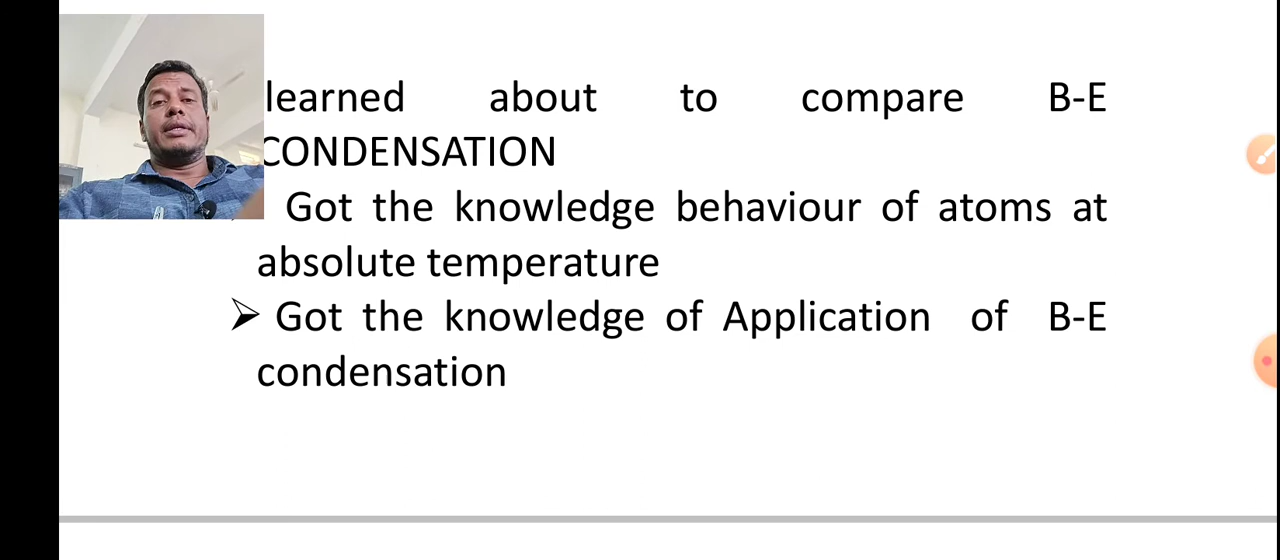 learned about to compare B-E
CONDENSATION
Got the knowledge behaviour of atoms at
absolute temperature
➢ Got the knowledge of Application of B-E
condensation